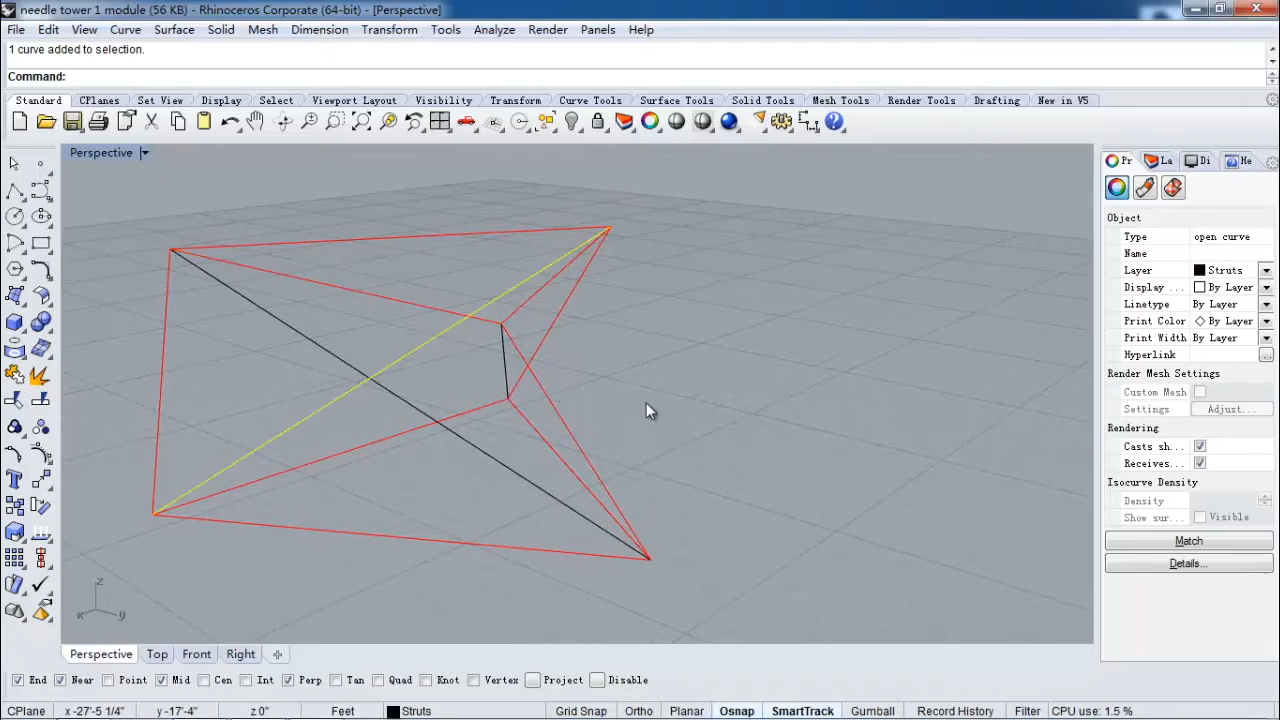 needle tower 1 module (56 KB) - Rhinoceros Corporate (64-bit) - [Perspective]
File Edit View Curve Surface Solid Mesh Dimension Transform Tools Analyze Render Panels Help
1 curve added to selection.
Command:
Standard CPlanes Set View Display Select Viewport Layout Visibility Transform Curve Tools Surface Tools Solid Tools Mesh Tools Render Tools Drafting New in V5
Perspective
Pr La Di He
Object
Type open curve
Name
Layer Struts
Display ... By Layer
Linetype By Layer
Print Color By Layer
Print Width By Layer
Hyperlink ...
Render Mesh Settings
Custom Mesh
Settings Adjust...
Rendering
Casts sh...
Receives...
Isocurve Density
Density
Show sur... Visible
Match
Details...
z
x y
Perspective Top Front Right
End Near Point Mid Cen Int Perp Tan Quad Knot Vertex Project Disable
CPlane x -27'-5 1/4" y -17'-4" z 0" Feet Struts Grid Snap Ortho Planar Osnap SmartTrack Gumball Record History Filter CPU use: 1.5 %